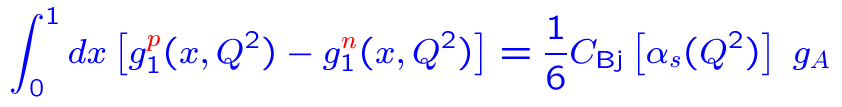 ∫₀¹ dx [g₁ᵖ(x, Q²) − g₁ⁿ(x, Q²)] = 1/6 C_Bj [αₛ(Q²)] g_A